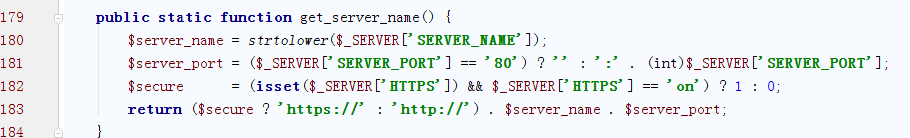 179 public static function get_server_name() {
180 $server_name = strtolower($_SERVER['SERVER_NAME']);
181 $server_port = ($_SERVER['SERVER_PORT'] == '80') ? '' : ':' . (int)$_SERVER['SERVER_PORT'];
182 $secure      = (isset($_SERVER['HTTPS']) && $_SERVER['HTTPS'] == 'on') ? 1 : 0;
183 return ($secure ? 'https://' : 'http://') . $server_name . $server_port;
184 }